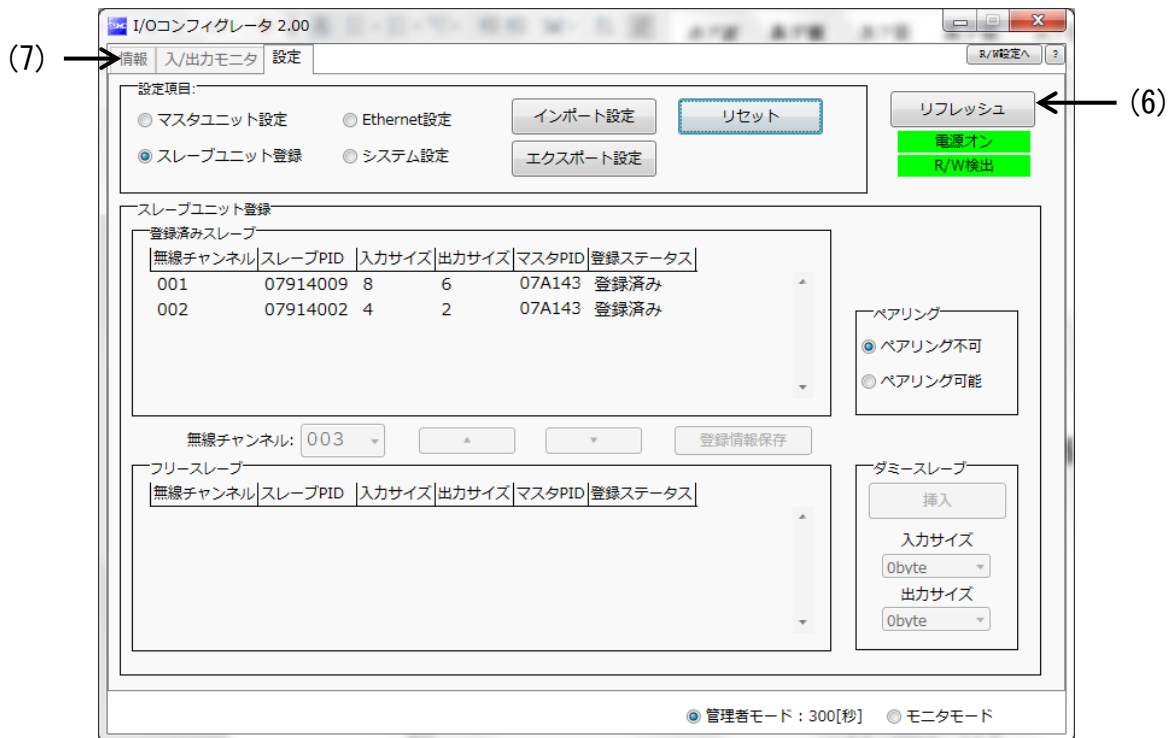 I/Oコンフィグレータ 2.00
情報 入/出力モニタ 設定
R/W設定へ ?
(7)
(6)
設定項目:
マスタユニット設定 Ethernet設定 インポート設定 リセット
スレーブユニット登録 システム設定 エクスポート設定
リフレッシュ
電源オン
R/W検出
スレーブユニット登録
登録済みスレーブ
無線チャンネル スレーブPID 入力サイズ 出力サイズ マスタPID 登録ステータス
001 07914009 8 6 07A143 登録済み
002 07914002 4 2 07A143 登録済み
ペアリング
ペアリング不可
ペアリング可能
無線チャンネル: 003 登録情報保存
フリースレーブ
無線チャンネル スレーブPID 入力サイズ 出力サイズ マスタPID 登録ステータス
ダミースレーブ
挿入
入力サイズ
0byte
出力サイズ
0byte
管理者モード：300[秒] モニタモード